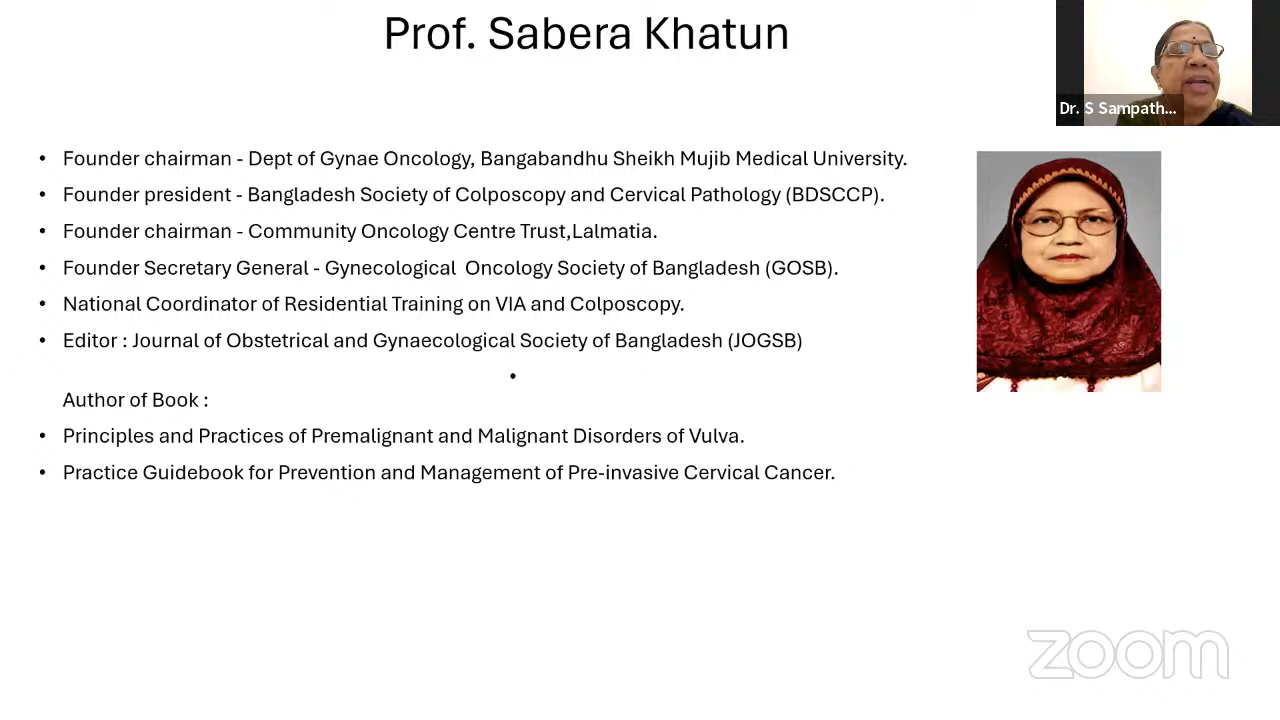 Prof. Sabera Khatun
Dr. S Sampath...
• Founder chairman - Dept of Gynae Oncology, Bangabandhu Sheikh Mujib Medical University.
• Founder president - Bangladesh Society of Colposcopy and Cervical Pathology (BDSCCP).
• Founder chairman - Community Oncology Centre Trust,Lalmatia.
• Founder Secretary General - Gynecological  Oncology Society of Bangladesh (GOSB).
• National Coordinator of Residential Training on VIA and Colposcopy.
• Editor : Journal of Obstetrical and Gynaecological Society of Bangladesh (JOGSB)
•
Author of Book :
• Principles and Practices of Premalignant and Malignant Disorders of Vulva.
• Practice Guidebook for Prevention and Management of Pre-invasive Cervical Cancer.
zoom